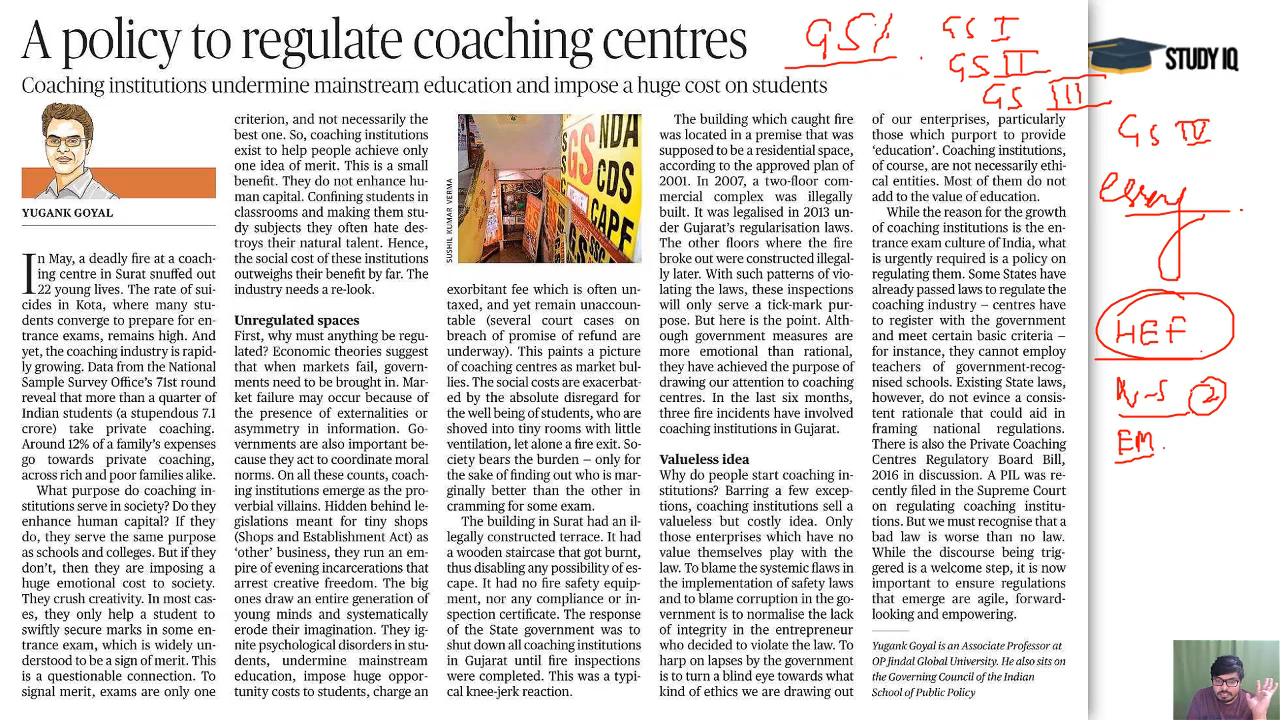 A policy to regulate coaching centres
Coaching institutions undermine mainstream education and impose a huge cost on students
GS
GS I
GS II
GS III
GS IV
Essay
HEF
2
EM
STUDY IQ
YUGANK GOYAL
In May, a deadly fire at a coach-
ing centre in Surat snuffed out
22 young lives. The rate of sui-
cides in Kota, where many stu-
dents converge to prepare for en-
trance exams, remains high. And
yet, the coaching industry is rapid-
ly growing. Data from the National
Sample Survey Office's 71st round
reveal that more than a quarter of
Indian students (a stupendous 7.1
crore) take private coaching.
Around 12% of a family's expenses
go towards private coaching,
across rich and poor families alike.
What purpose do coaching in-
stitutions serve in society? Do they
enhance human capital? If they
do, they serve the same purpose
as schools and colleges. But if they
don't, then they are imposing a
huge emotional cost to society.
They crush creativity. In most cas-
es, they only help a student to
swiftly secure marks in some en-
trance exam, which is widely un-
derstood to be a sign of merit. This
is a questionable connection. To
signal merit, exams are only one
criterion, and not necessarily the
best one. So, coaching institutions
exist to help people achieve only
one idea of merit. This is a small
benefit. They do not enhance hu-
man capital. Confining students in
classrooms and making them stu-
dy subjects they often hate des-
troys their natural talent. Hence,
the social cost of these institutions
outweighs their benefit by far. The
industry needs a re-look.
Unregulated spaces
First, why must anything be regu-
lated? Economic theories suggest
that when markets fail, govern-
ments need to be brought in. Mar-
ket failure may occur because of
the presence of externalities or
asymmetry in information. Go-
vernments are also important be-
cause they act to coordinate moral
norms. On all these counts, coach-
ing institutions emerge as the pro-
verbial villains. Hidden behind le-
gislations meant for tiny shops
(Shops and Establishment Act) as
'other' business, they run an em-
pire of evening incarcerations that
arrest creative freedom. The big
ones draw an entire generation of
young minds and systematically
erode their imagination. They ig-
nite psychological disorders in stu-
dents, undermine mainstream
education, impose huge oppor-
tunity costs to students, charge an
SUSHIL KUMAR VERMA
GS
NDA
CDS
CAPF
GS
exorbitant fee which is often un-
taxed, and yet remain unaccoun-
table (several court cases on
breach of promise of refund are
underway). This paints a picture
of coaching centres as market bul-
lies. The social costs are exacerbat-
ed by the absolute disregard for
the well being of students, who are
shoved into tiny rooms with little
ventilation, let alone a fire exit. So-
ciety bears the burden – only for
the sake of finding out who is mar-
ginally better than the other in
cramming for some exam.
The building in Surat had an il-
legally constructed terrace. It had
a wooden staircase that got burnt,
thus disabling any possibility of es-
cape. It had no fire safety equip-
ment, nor any compliance or in-
spection certificate. The response
of the State government was to
shut down all coaching institutions
in Gujarat until fire inspections
were completed. This was a typi-
cal knee-jerk reaction.
The building which caught fire
was located in a premise that was
supposed to be a residential space,
according to the approved plan of
2001. In 2007, a two-floor com-
mercial complex was illegally
built. It was legalised in 2013 un-
der Gujarat's regularisation laws.
The other floors where the fire
broke out were constructed illegal-
ly later. With such patterns of vio-
lating the laws, these inspections
will only serve a tick-mark pur-
pose. But here is the point. Alth-
ough government measures are
more emotional than rational,
they have achieved the purpose of
drawing our attention to coaching
centres. In the last six months,
three fire incidents have involved
coaching institutions in Gujarat.
Valueless idea
Why do people start coaching in-
stitutions? Barring a few excep-
tions, coaching institutions sell a
valueless but costly idea. Only
those enterprises which have no
value themselves play with the
law. To blame the systemic flaws in
the implementation of safety laws
and to blame corruption in the go-
vernment is to normalise the lack
of integrity in the entrepreneur
who decided to violate the law. To
harp on lapses by the government
is to turn a blind eye towards what
kind of ethics we are drawing out
of our enterprises, particularly
those which purport to provide
'education'. Coaching institutions,
of course, are not necessarily ethi-
cal entities. Most of them do not
add to the value of education.
While the reason for the growth
of coaching institutions is the en-
trance exam culture of India, what
is urgently required is a policy on
regulating them. Some States have
already passed laws to regulate the
coaching industry – centres have
to register with the government
and meet certain basic criteria –
for instance, they cannot employ
teachers of government-recog-
nised schools. Existing State laws,
however, do not evince a consis-
tent rationale that could aid in
framing national regulations.
There is also the Private Coaching
Centres Regulatory Board Bill,
2016 in discussion. A PIL was re-
cently filed in the Supreme Court
on regulating coaching institu-
tions. But we must recognise that a
bad law is worse than no law.
While the discourse being trig-
gered is a welcome step, it is now
important to ensure regulations
that emerge are agile, forward-
looking and empowering.
Yugank Goyal is an Associate Professor at
OP Jindal Global University. He also sits on
the Governing Council of the Indian
School of Public Policy